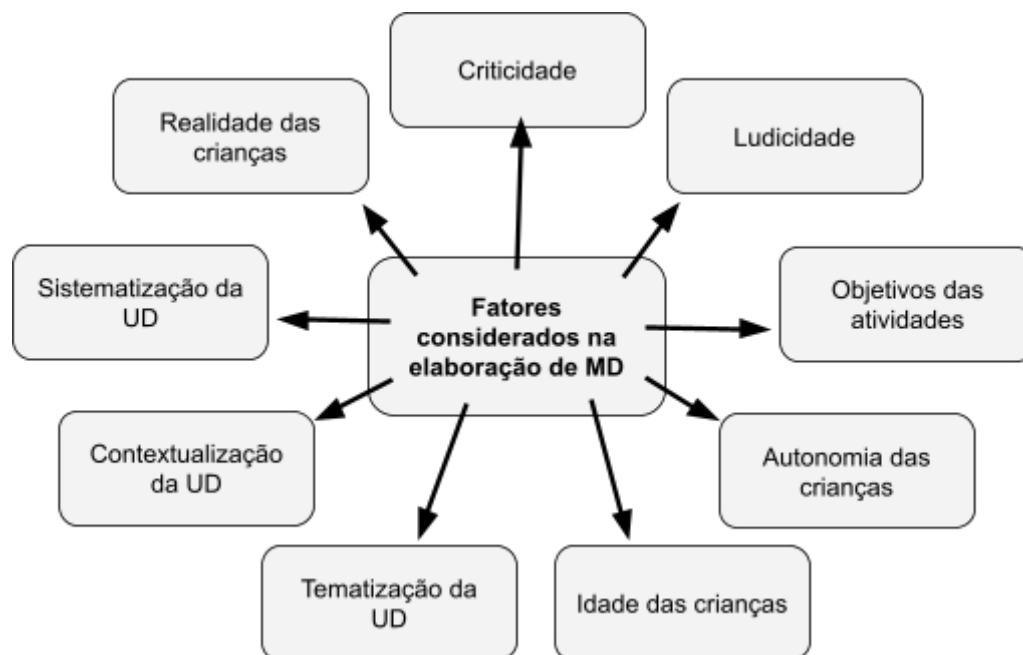 Criticidade
Realidade das
crianças
Ludicidade
Sistematização da
UD
Fatores
considerados na
elaboração de MD
Objetivos das
atividades
Contextualização
da UD
Autonomia das
crianças
Tematização da
UD
Idade das crianças